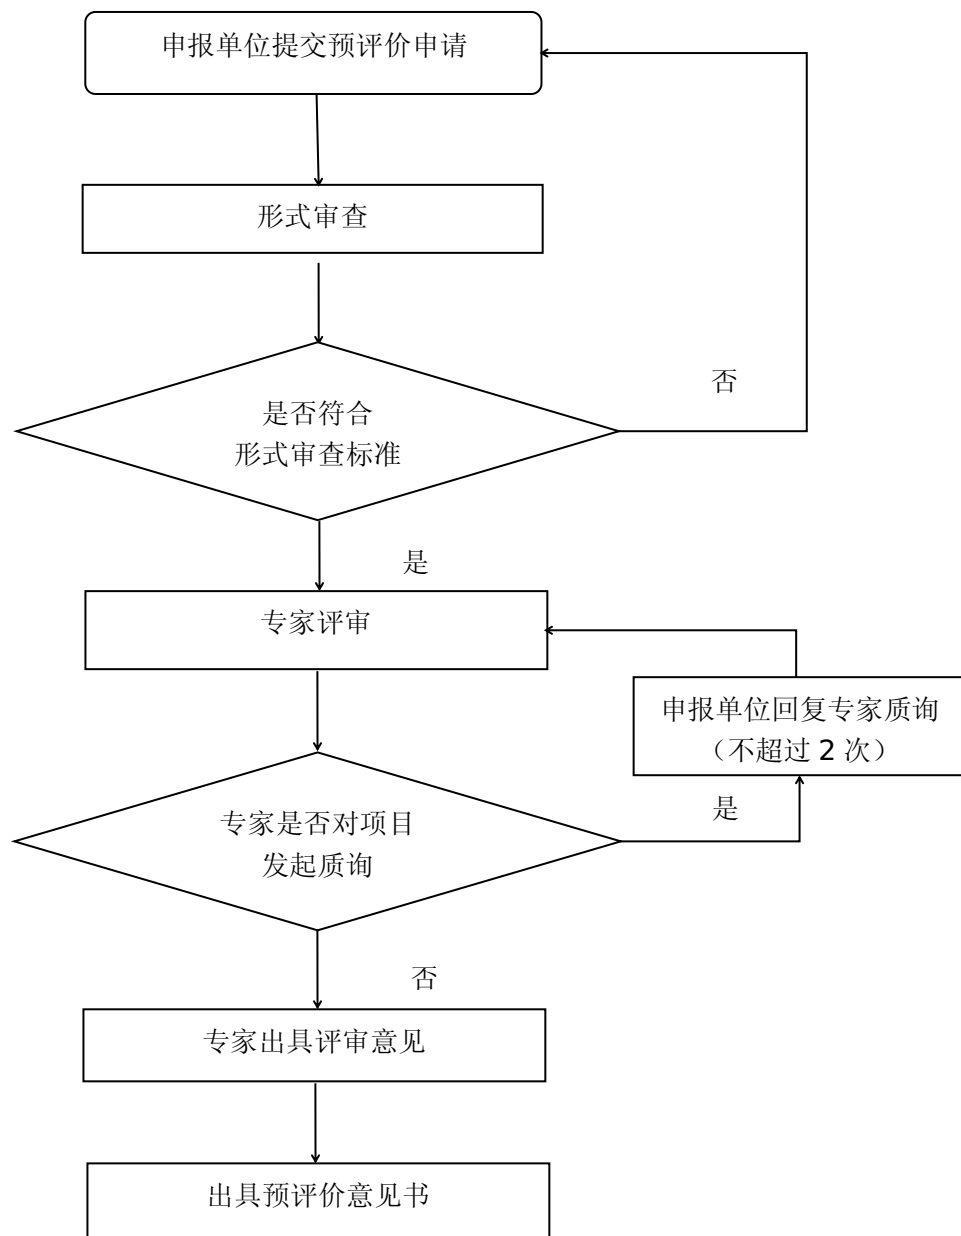 申报单位提交预评价申请
形式审查
是否符合
形式审查标准
否
是
专家评审
申报单位回复专家质询
（不超过 2 次）
专家是否对项目
发起质询
是
否
专家出具评审意见
出具预评价意见书